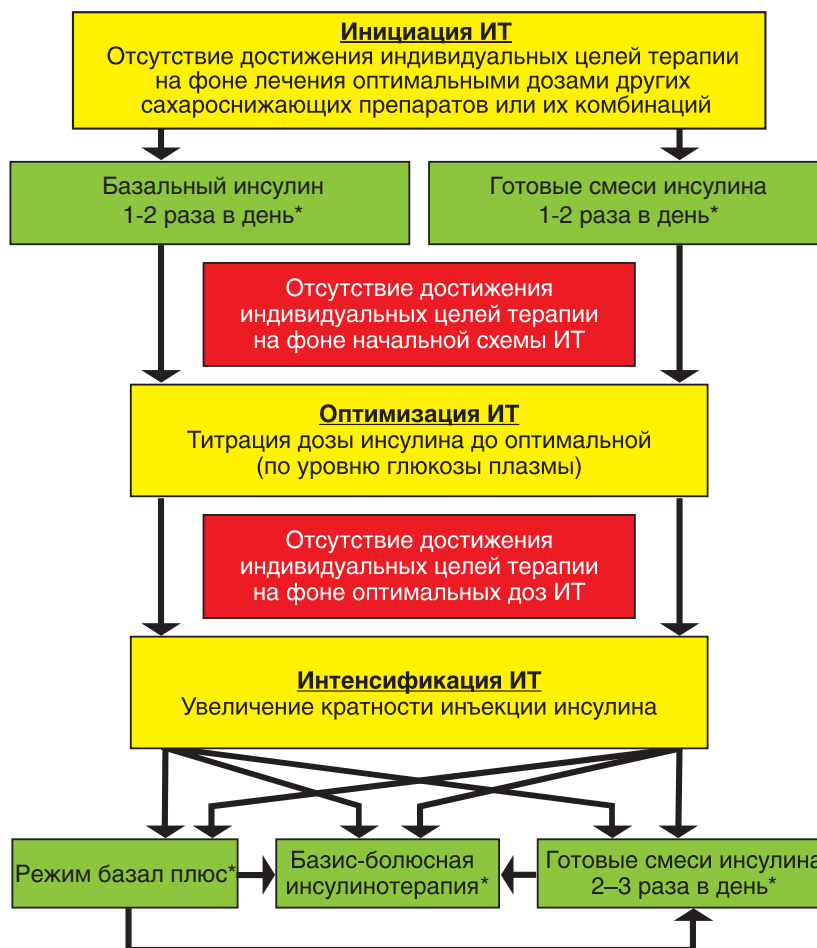 Инициация ИТ
Отсутствие достижения индивидуальных целей терапии
на фоне лечения оптимальными дозами других
сахароснижающих препаратов или их комбинаций
Базальный инсулин
1-2 раза в день*
Готовые смеси инсулина
1-2 раза в день*
Отсутствие достижения
индивидуальных целей терапии
на фоне начальной схемы ИТ
Оптимизация ИТ
Титрация дозы инсулина до оптимальной
(по уровню глюкозы плазмы)
Отсутствие достижения
индивидуальных целей терапии
на фоне оптимальных доз ИТ
Интенсификация ИТ
Увеличение кратности инъекции инсулина
Режим базал плюс*
Базис-болюсная
инсулинотерапия*
Готовые смеси инсулина
2–3 раза в день*